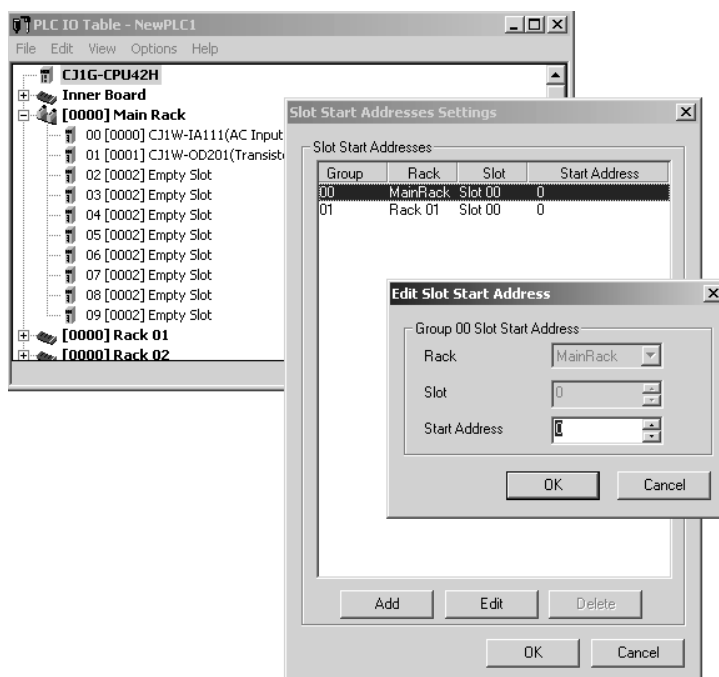 PLC IO Table - NewPLC1
File Edit View Options Help
CJ1G-CPU42H
Inner Board
[0000] Main Rack
00 [0000] CJ1W-IA111(AC Input
01 [0001] CJ1W-OD201(Transist
02 [0002] Empty Slot
03 [0002] Empty Slot
04 [0002] Empty Slot
05 [0002] Empty Slot
06 [0002] Empty Slot
07 [0002] Empty Slot
08 [0002] Empty Slot
09 [0002] Empty Slot
[0000] Rack 01
[0000] Rack 02
Slot Start Addresses Settings
Slot Start Addresses
Group Rack Slot Start Address
00 MainRack Slot 00 0
01 Rack 01 Slot 00 0
Edit Slot Start Address
Group 00 Slot Start Address
Rack MainRack
Slot 0
Start Address 0
OK Cancel
Add Edit Delete
OK Cancel